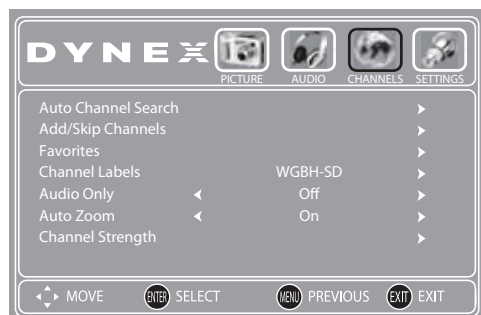 DYNEX
PICTURE AUDIO CHANNELS SETTINGS
Auto Channel Search
Add/Skip Channels
Favorites
Channel Labels WGBH-SD
Audio Only Off
Auto Zoom On
Channel Strength
MOVE ENTER SELECT MENU PREVIOUS EXIT EXIT